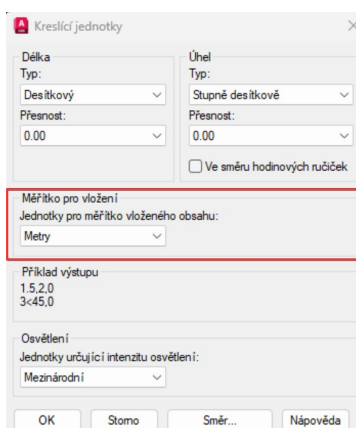 Kreslící jednotky
Délka
Typ:
Desítkový
Přesnost:
0.00
Úhel
Typ:
Stupně desítkově
Přesnost:
0.00
Ve směru hodinových ručiček
Měřítko pro vložení
Jednotky pro měřítko vloženého obsahu:
Metry
Příklad výstupu
1.5,2,0
3<45,0
Osvětlení
Jednotky určující intenzitu osvětlení:
Mezinárodní
OK Storno Směr... Nápověda